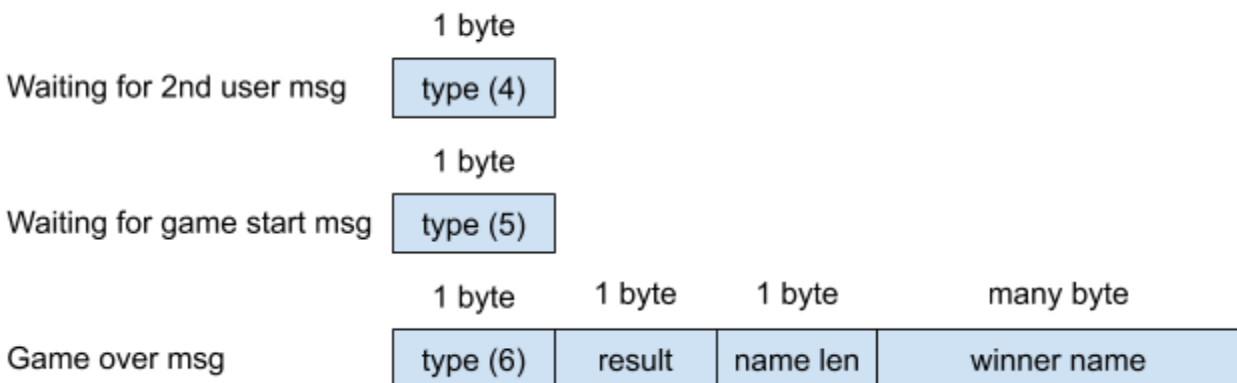 1 byte
Waiting for 2nd user msg type (4)
1 byte
Waiting for game start msg type (5)
1 byte 1 byte 1 byte many byte
Game over msg type (6) result name len winner name